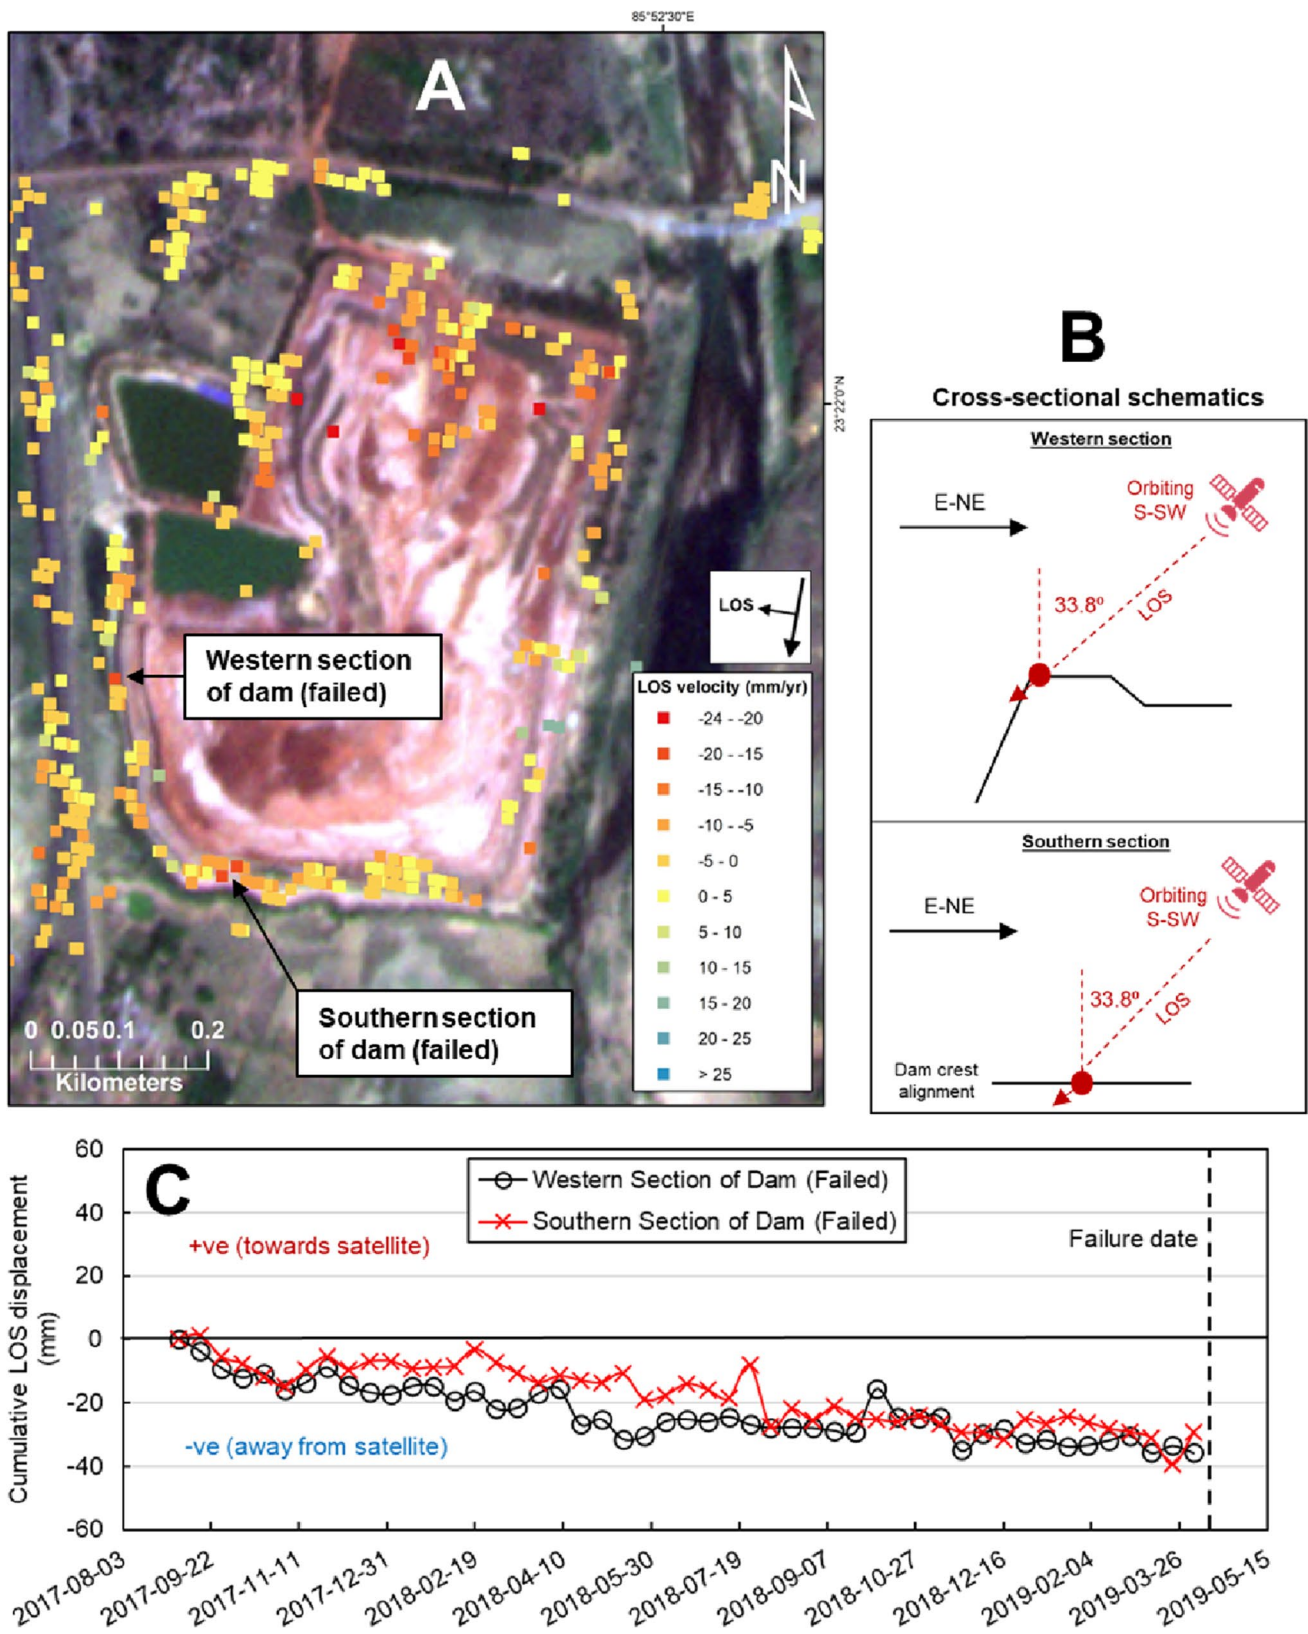 85°52'30"E
A
N
23°22'0"N
Western section
of dam (failed)
LOS
LOS velocity (mm/yr)
-24 - -20
-20 - -15
-15 - -10
-10 - -5
-5 - 0
0 - 5
5 - 10
10 - 15
15 - 20
20 - 25
> 25
Southern section
of dam (failed)
0 0.05 0.1 0.2
Kilometers
B
Cross-sectional schematics
Western section
E-NE
Orbiting
S-SW
33.8º
LOS
Southern section
E-NE
Orbiting
S-SW
33.8º
LOS
Dam crest
alignment
C
Western Section of Dam (Failed)
Southern Section of Dam (Failed)
+ve (towards satellite)
Failure date
-ve (away from satellite)
Cumulative LOS displacement
(mm)
60
40
20
0
-20
-40
-60
2017-08-03
2017-09-22
2017-11-11
2017-12-31
2018-02-19
2018-04-10
2018-05-30
2018-07-19
2018-09-07
2018-10-27
2018-12-16
2019-02-04
2019-03-26
2019-05-15